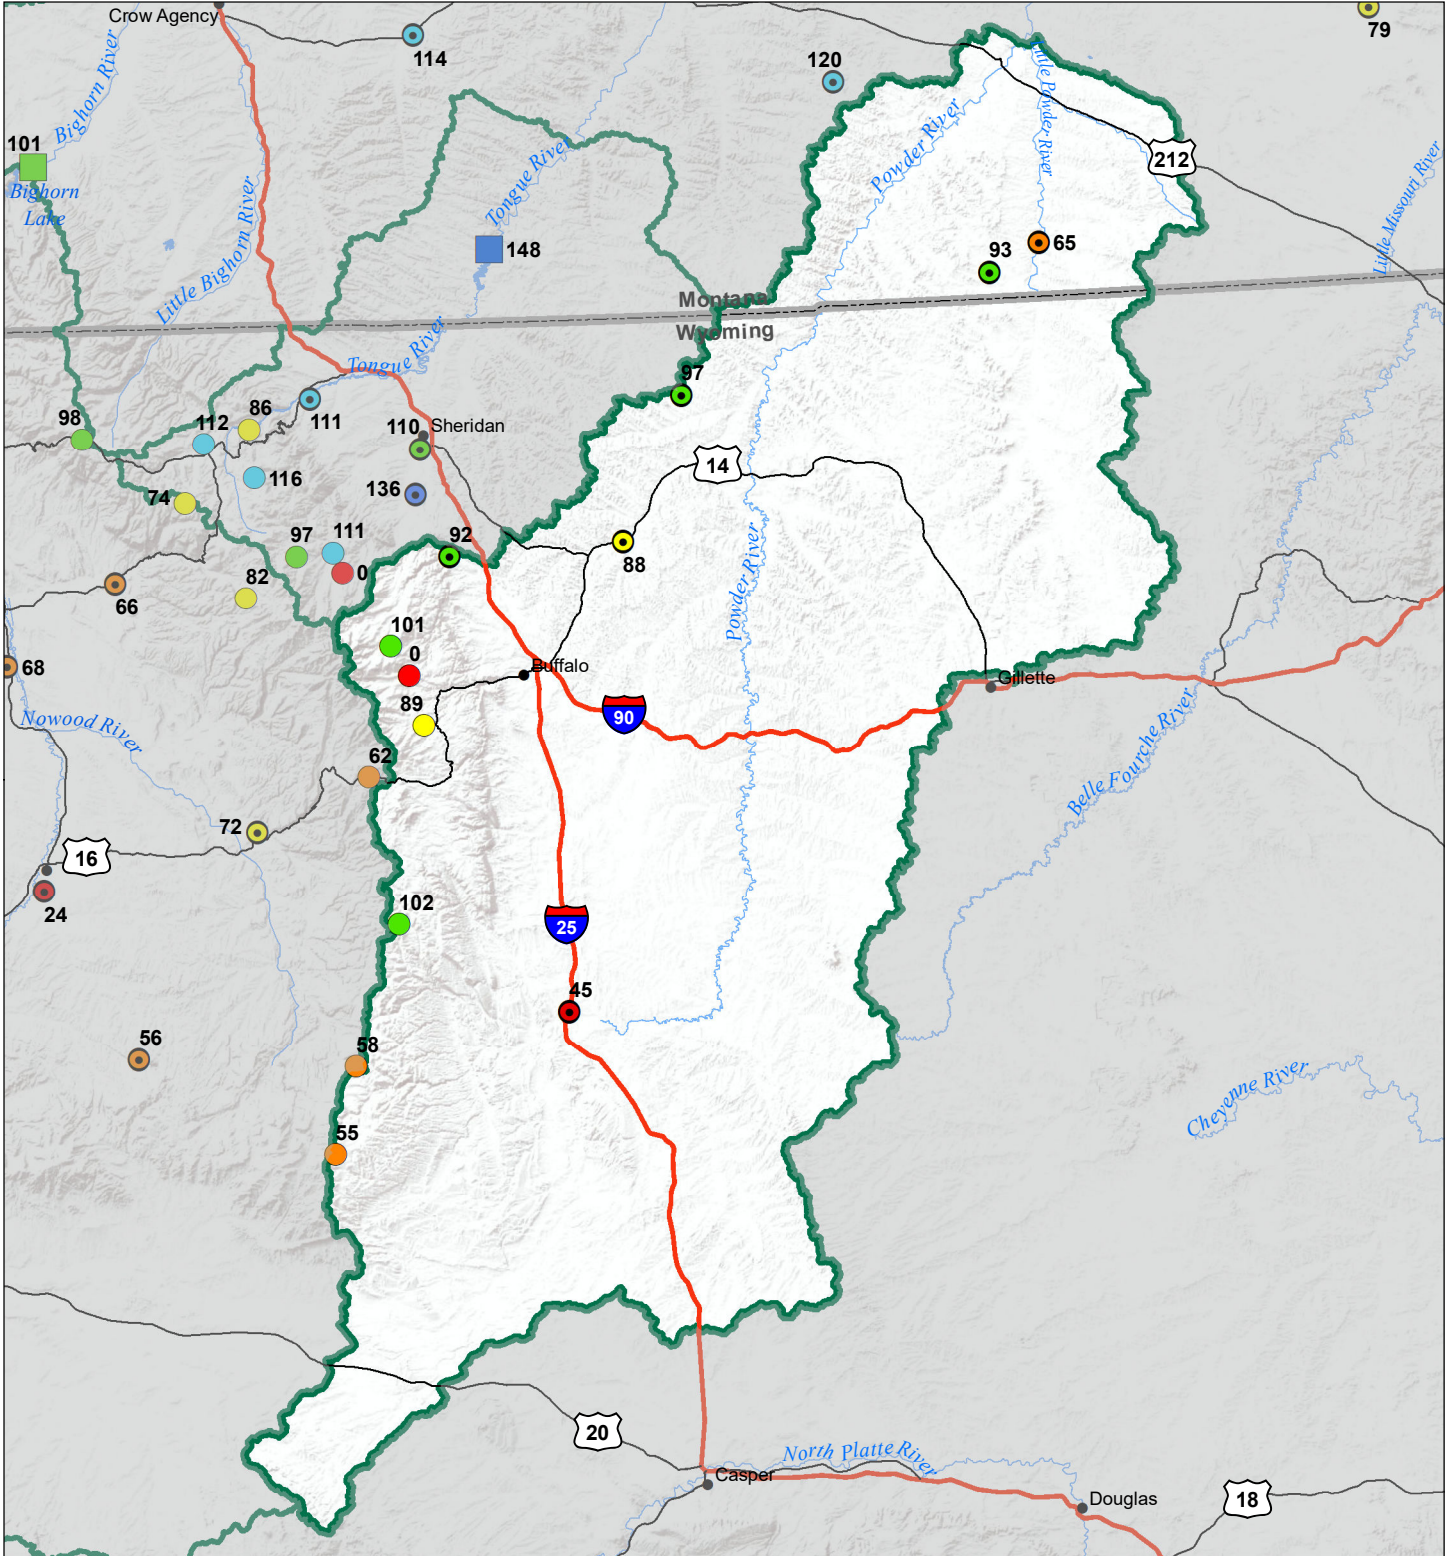 Crow Agency
114
79
120
Bighorn River
101
Bighorn
Lake
Little Bighorn River
Tongue River
148
Powder River
Little Powder River
212
Little Missouri River
93
65
Montana
Wyoming
Tongue River
97
98
112
86
111
110
Sheridan
136
116
74
14
97
111
0
92
88
82
66
101
0
89
Buffalo
Powder River
68
Nowood River
90
Gillette
Belle Fourche River
62
72
16
24
102
25
45
56
58
55
Cheyenne River
20
North Platte River
Casper
Douglas
18